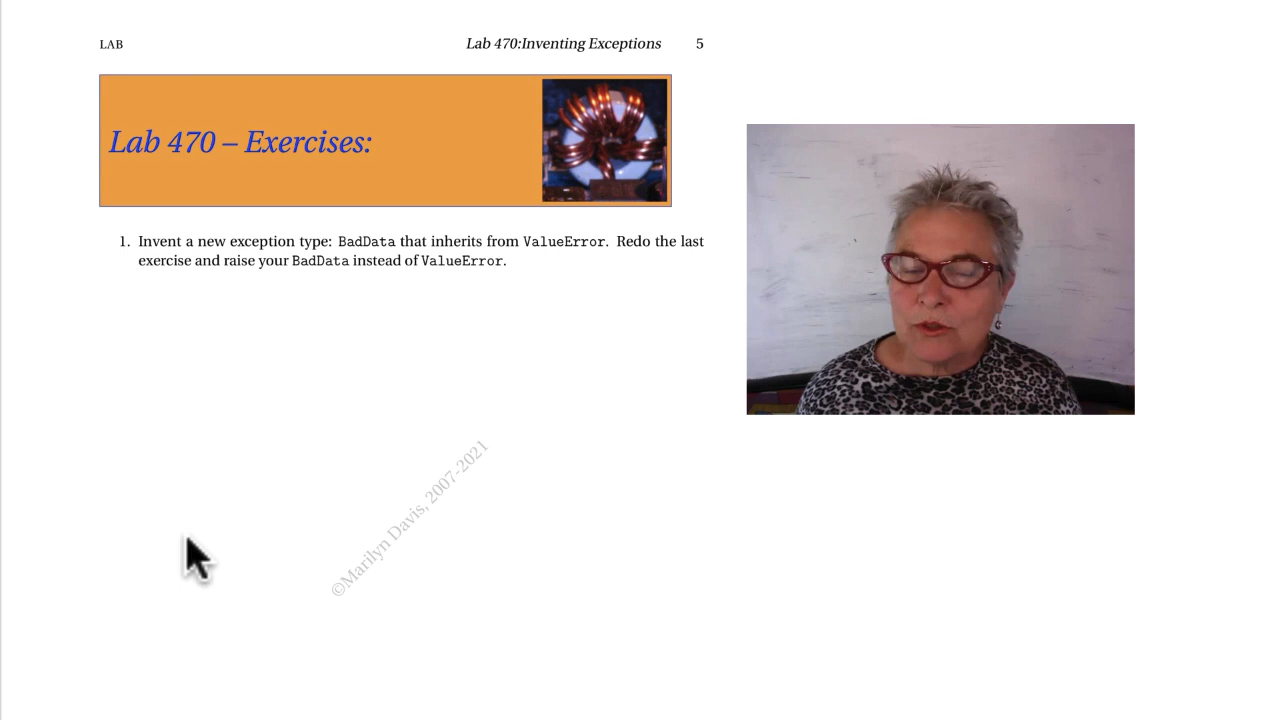 LAB Lab 470:Inventing Exceptions 5
Lab 470 – Exercises:
1. Invent a new exception type: BadData that inherits from ValueError. Redo the last
exercise and raise your BadData instead of ValueError.
©Marilyn Davis, 2007-2021